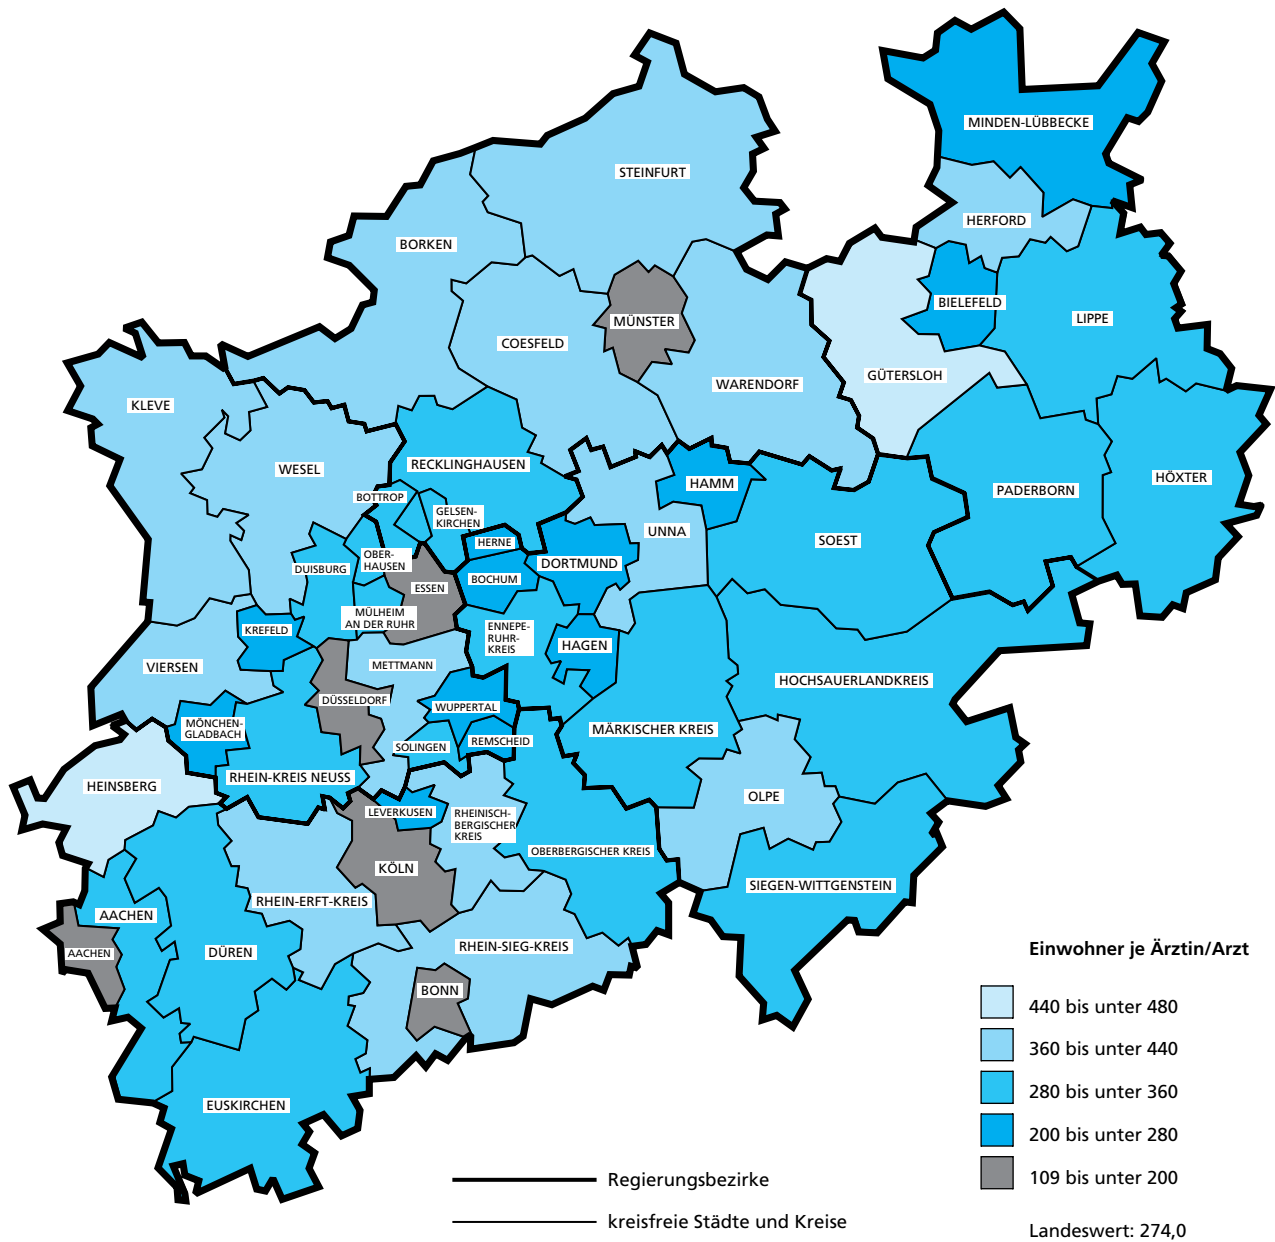 MINDEN-LÜBBECKE
STEINFURT
HERFORD
BORKEN
BIELEFELD
LIPPE
MÜNSTER
COESFELD
GÜTERSLOH
WARENDORF
KLEVE
RECKLINGHAUSEN
WESEL
HÖXTER
HAMM
PADERBORN
BOTTROP
GELSEN-
KIRCHEN
UNNA
SOEST
HERNE
OBER-
HAUSEN
DORTMUND
DUISBURG
BOCHUM
ESSEN
MÜLHEIM
AN DER RUHR
KREFELD
ENNEPE-
RUHR-
KREIS
HAGEN
VIERSEN
METTMANN
HOCHSAUERLANDKREIS
DÜSSELDORF
WUPPERTAL
MÖNCHEN-
GLADBACH
MÄRKISCHER KREIS
REMSCHEID
SOLINGEN
RHEIN-KREIS NEUSS
HEINSBERG
OLPE
LEVERKUSEN
RHEINISCH-
BERGISCHER
KREIS
OBERBERGISCHER KREIS
KÖLN
SIEGEN-WITTGENSTEIN
RHEIN-ERFT-KREIS
AACHEN
RHEIN-SIEG-KREIS
AACHEN
DÜREN
BONN
EUSKIRCHEN
Einwohner je Ärztin/Arzt
440 bis unter 480
360 bis unter 440
280 bis unter 360
200 bis unter 280
109 bis unter 200
Landeswert: 274,0
Regierungsbezirke
kreisfreie Städte und Kreise